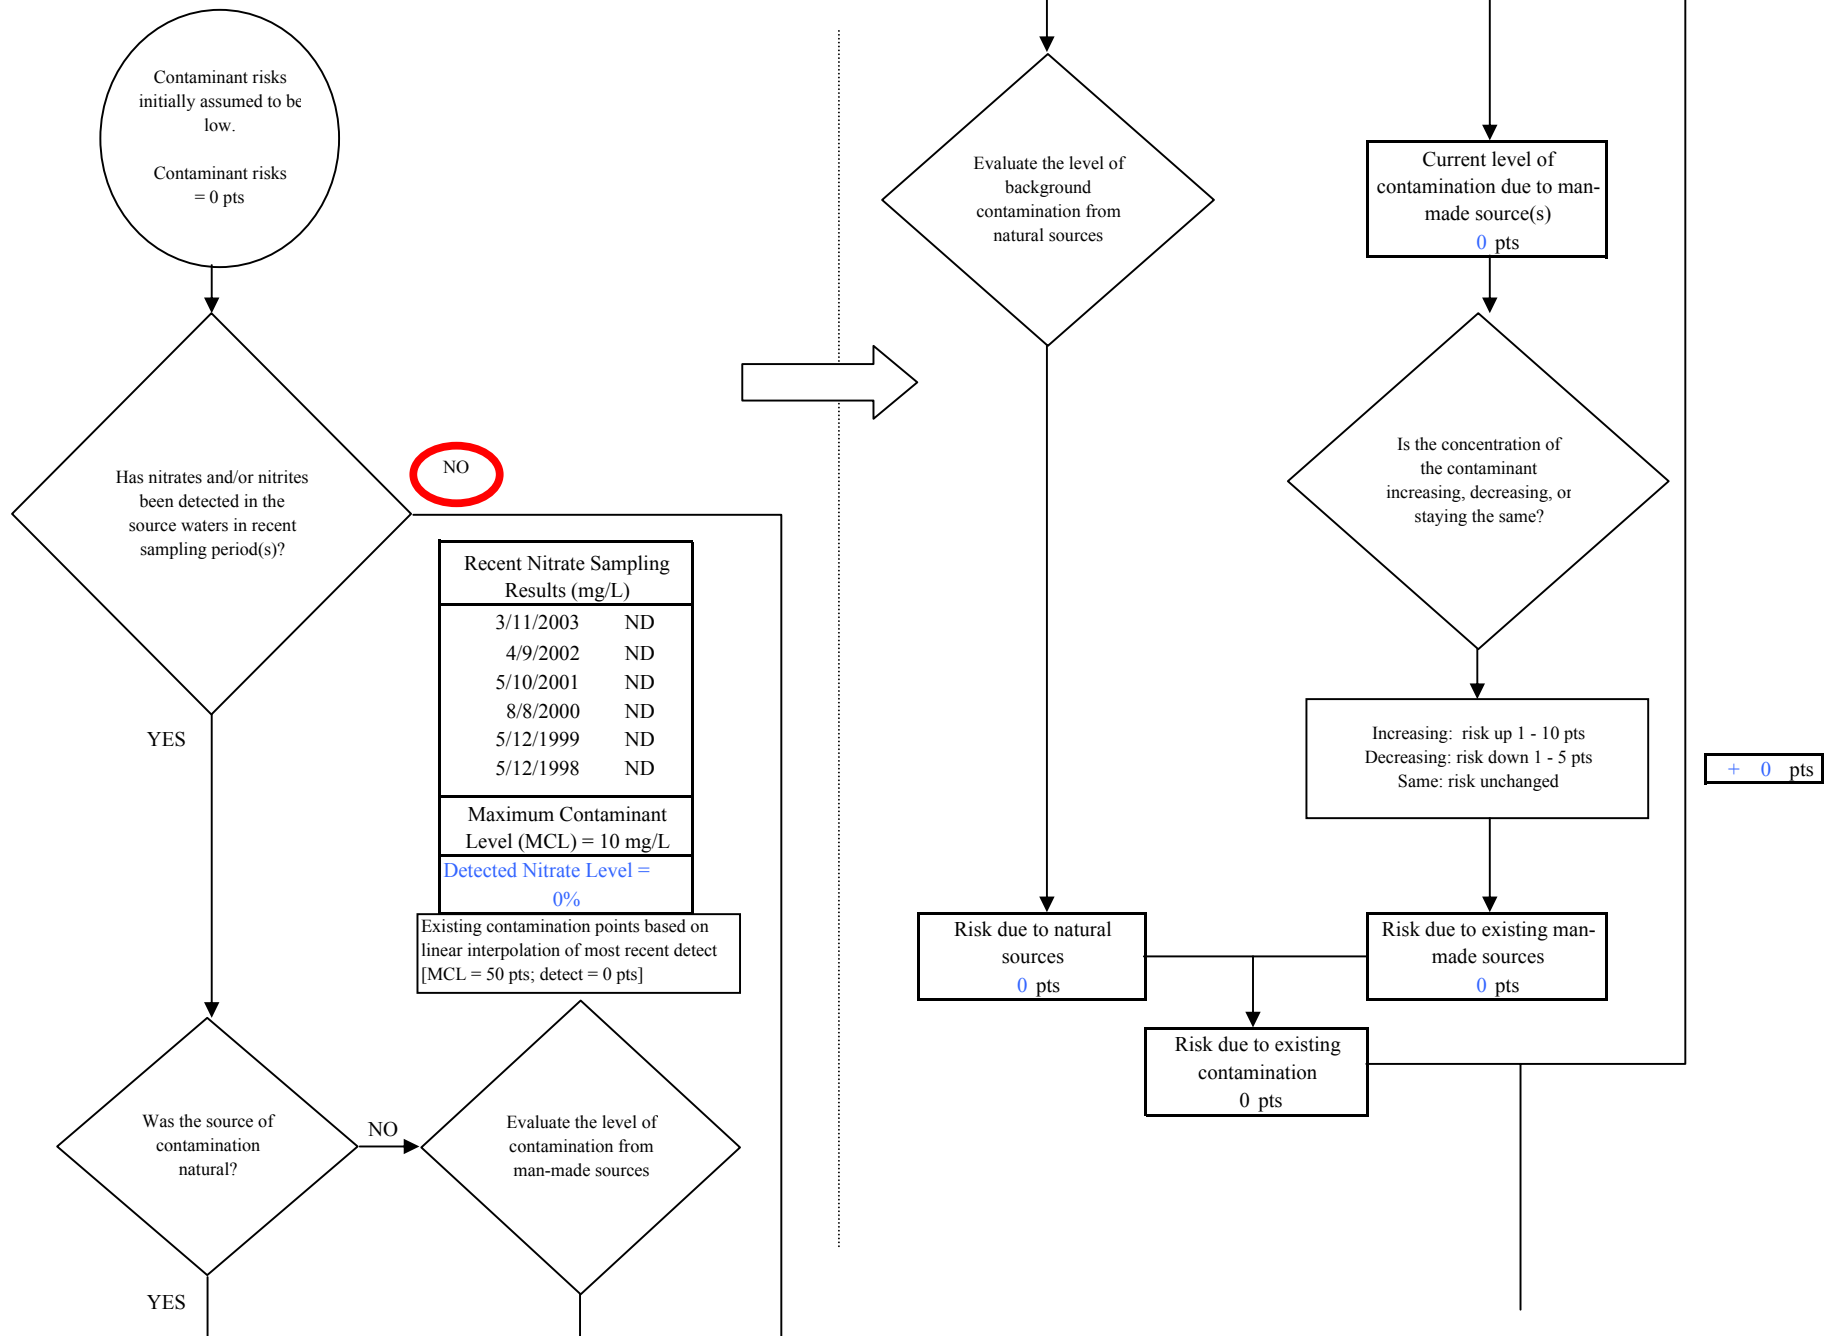 Contaminant risks
initially assumed to be
low.
Contaminant risks
= 0 pts
Has nitrates and/or nitrites
been detected in the
source waters in recent
sampling period(s)?
NO
YES
Recent Nitrate Sampling
Results (mg/L)
3/11/2003 ND
4/9/2002 ND
5/10/2001 ND
8/8/2000 ND
5/12/1999 ND
5/12/1998 ND
Maximum Contaminant
Level (MCL) = 10 mg/L
Detected Nitrate Level =
0%
Existing contamination points based on
linear interpolation of most recent detect
[MCL = 50 pts; detect = 0 pts]
Was the source of
contamination
natural?
NO
YES
Evaluate the level of
contamination from
man-made sources
Evaluate the level of
background
contamination from
natural sources
Current level of
contamination due to man-
made source(s)
0 pts
Is the concentration of
the contaminant
increasing, decreasing, or
staying the same?
Increasing: risk up 1 - 10 pts
Decreasing: risk down 1 - 5 pts
Same: risk unchanged
+ 0 pts
Risk due to natural
sources
0 pts
Risk due to existing man-
made sources
0 pts
Risk due to existing
contamination
0 pts